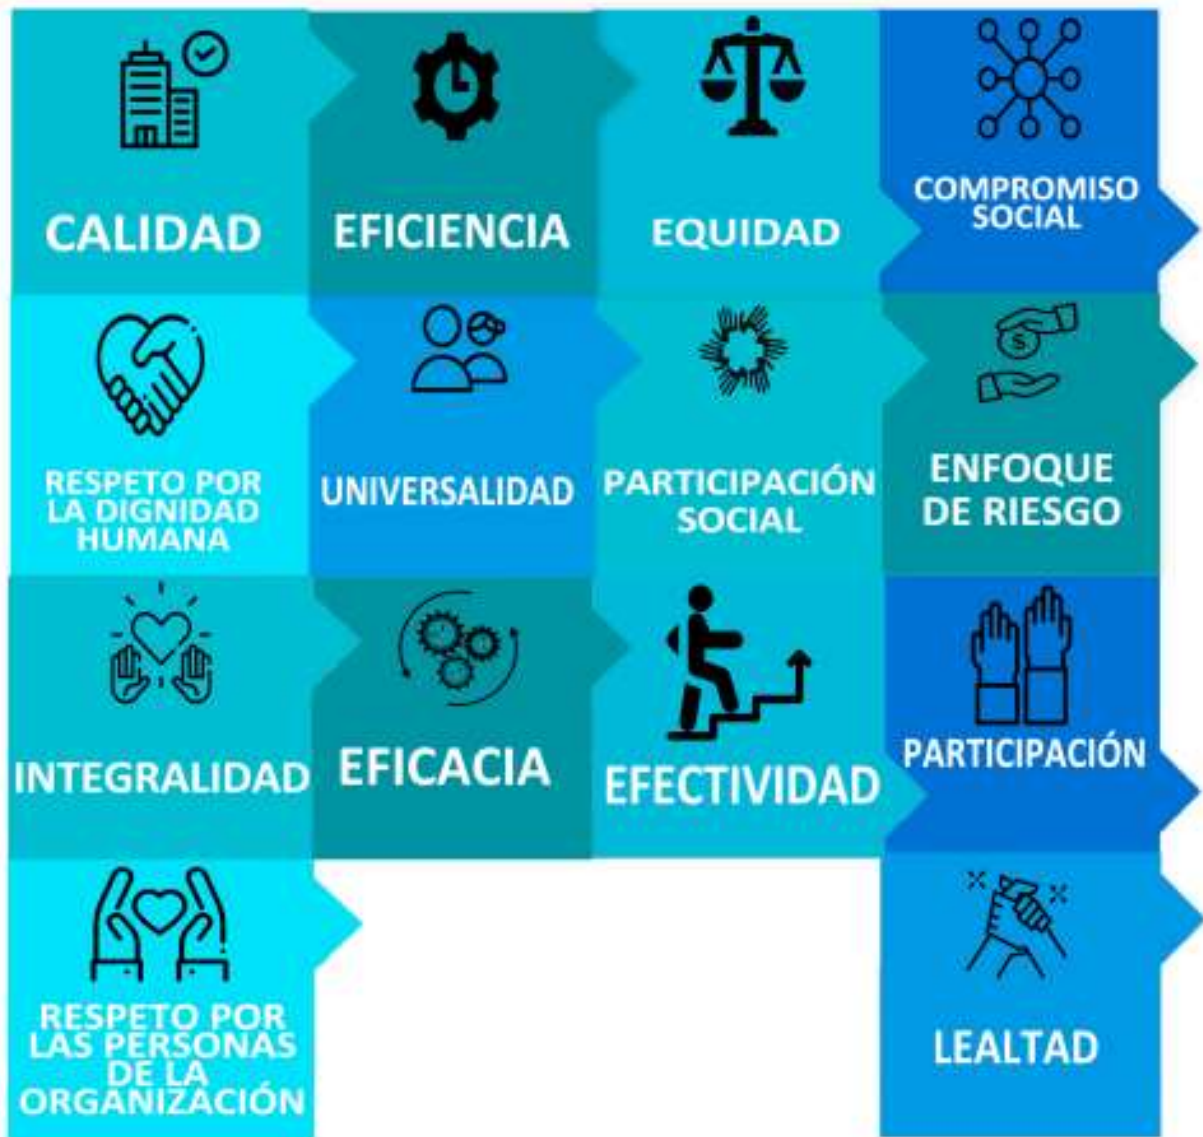 CALIDAD
EFICIENCIA
EQUIDAD
COMPROMISO
SOCIAL
RESPETO POR
LA DIGNIDAD
HUMANA
UNIVERSALIDAD
PARTICIPACIÓN
SOCIAL
ENFOQUE
DE RIESGO
INTEGRALIDAD
EFICACIA
EFECTIVIDAD
PARTICIPACIÓN
RESPETO POR
LAS PERSONAS
DE LA
ORGANIZACIÓN
LEALTAD